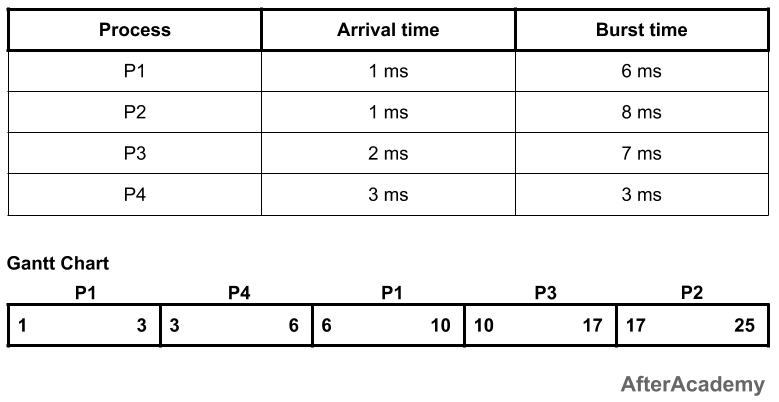 Process Arrival time Burst time
P1 1 ms 6 ms
P2 1 ms 8 ms
P3 2 ms 7 ms
P4 3 ms 3 ms
Gantt Chart
P1 P4 P1 P3 P2
1 3 3 6 6 10 10 17 17 25
AfterAcademy